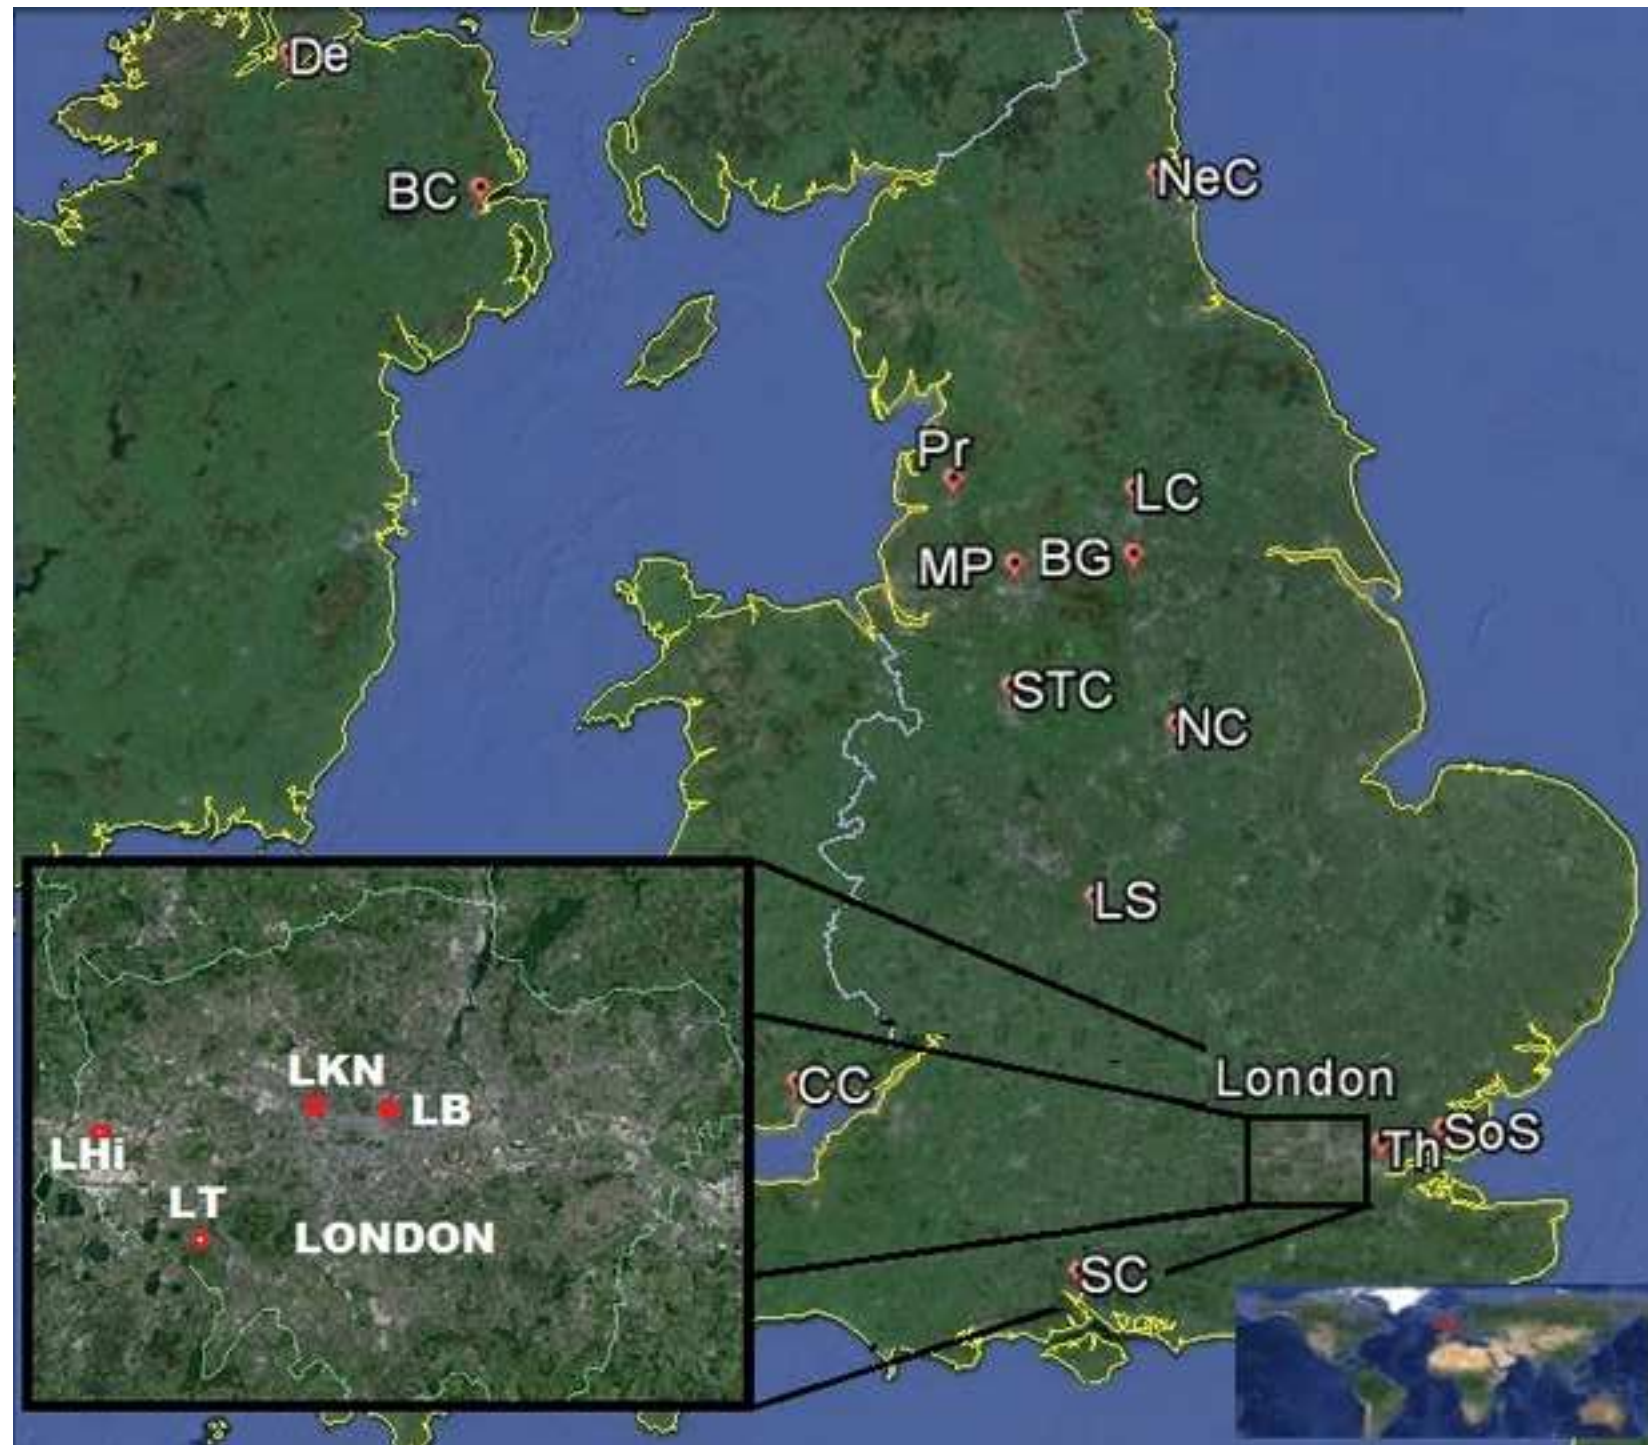 De
BC
NeC
Pr
LC
MP
BG
STC
NC
LS
London
CC
Th
SoS
SC
LKN
LB
LHi
LT
LONDON